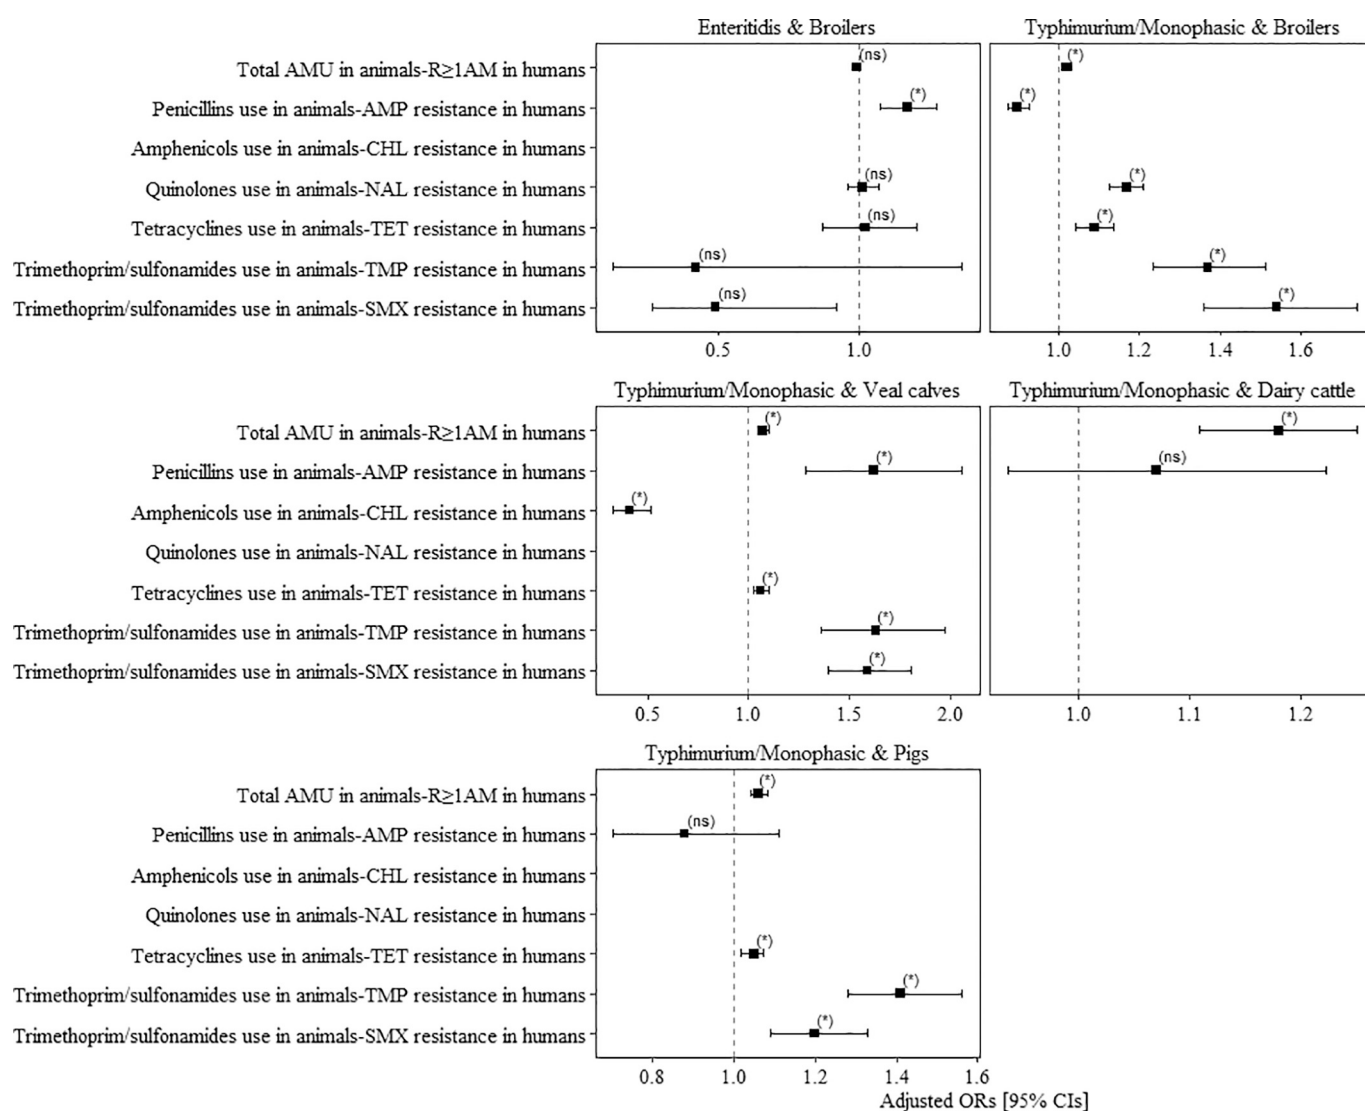 Enteritidis & Broilers
Typhimurium/Monophasic & Broilers
Total AMU in animals-R≥1AM in humans
(ns)
(*)
Penicillins use in animals-AMP resistance in humans
(*)
(*)
Amphenicols use in animals-CHL resistance in humans
Quinolones use in animals-NAL resistance in humans
(ns)
(*)
Tetracyclines use in animals-TET resistance in humans
(ns)
(*)
Trimethoprim/sulfonamides use in animals-TMP resistance in humans
(ns)
(*)
Trimethoprim/sulfonamides use in animals-SMX resistance in humans
(ns)
(*)
0.5 1.0
1.0 1.2 1.4 1.6
Typhimurium/Monophasic & Veal calves
Typhimurium/Monophasic & Dairy cattle
Total AMU in animals-R≥1AM in humans
(*)
(*)
Penicillins use in animals-AMP resistance in humans
(*)
(ns)
Amphenicols use in animals-CHL resistance in humans
(*)
Quinolones use in animals-NAL resistance in humans
Tetracyclines use in animals-TET resistance in humans
(*)
Trimethoprim/sulfonamides use in animals-TMP resistance in humans
(*)
Trimethoprim/sulfonamides use in animals-SMX resistance in humans
(*)
0.5 1.0 1.5 2.0
1.0 1.1 1.2
Typhimurium/Monophasic & Pigs
Total AMU in animals-R≥1AM in humans
(*)
Penicillins use in animals-AMP resistance in humans
(ns)
Amphenicols use in animals-CHL resistance in humans
Quinolones use in animals-NAL resistance in humans
Tetracyclines use in animals-TET resistance in humans
(*)
Trimethoprim/sulfonamides use in animals-TMP resistance in humans
(*)
Trimethoprim/sulfonamides use in animals-SMX resistance in humans
(*)
0.8 1.0 1.2 1.4 1.6
Adjusted ORs [95% CIs]